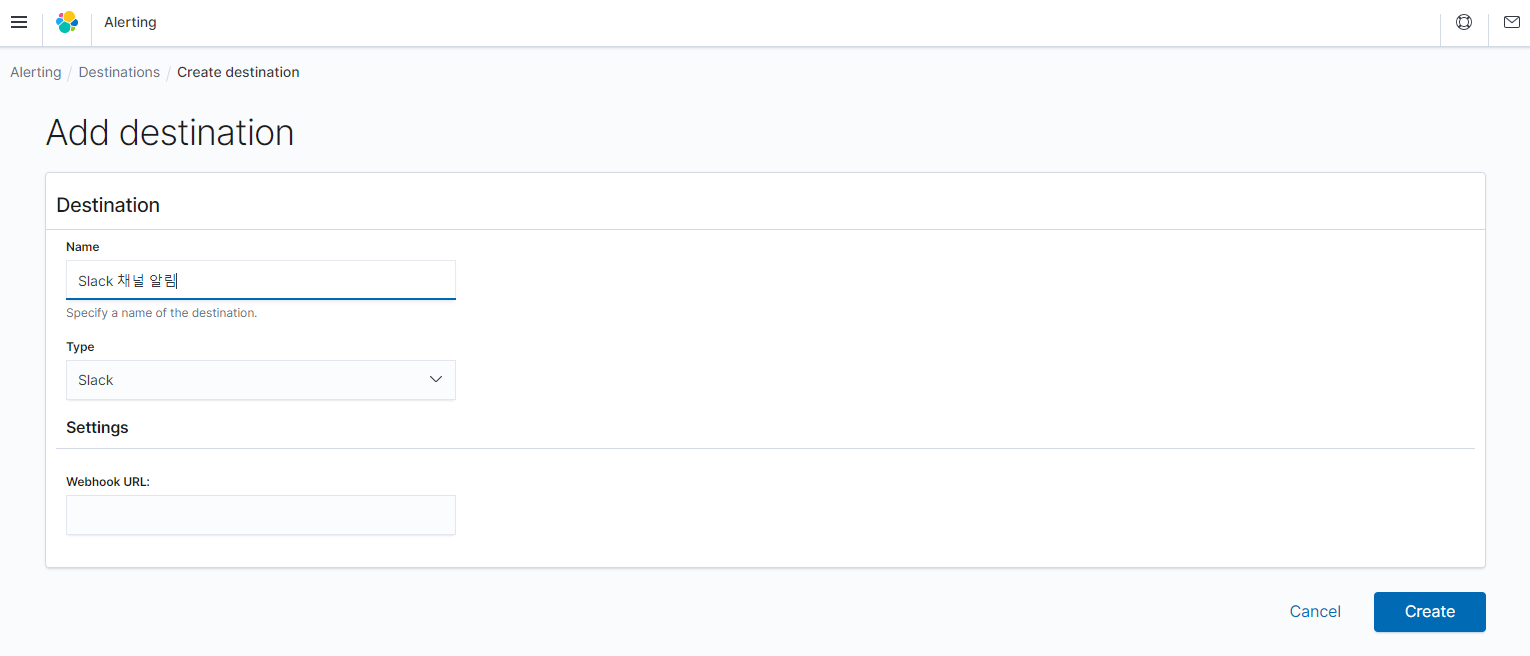 Alerting
Alerting / Destinations / Create destination
Add destination
Destination
Name
Slack 채널 알림
Specify a name of the destination.
Type
Slack
Settings
Webhook URL:
Cancel Create